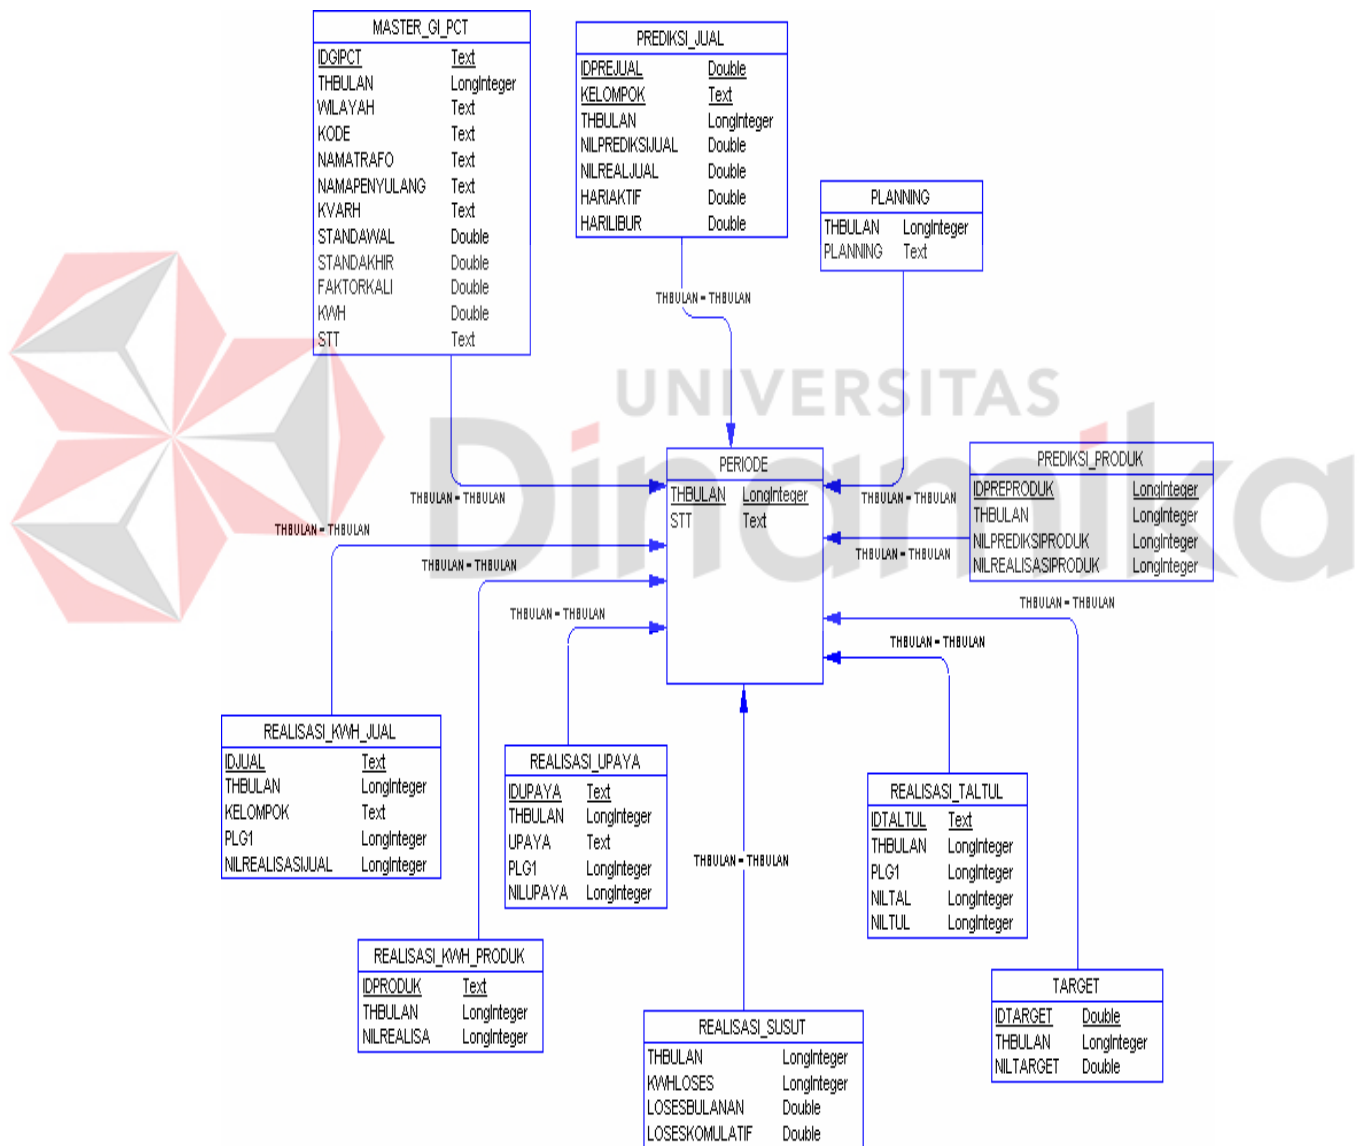 MASTER_GI_PCT
IDGIPCT Text
THBULAN LongInteger
WILAYAH Text
KODE Text
NAMATRAFO Text
NAMAPENYULANG Text
KVARH Text
STANDAWAL Double
STANDAKHIR Double
FAKTORKALI Double
KWH Double
STT Text
PREDIKSI_JUAL
IDPREJUAL Double
KELOMPOK Text
THBULAN LongInteger
NILPREDIKSIJUAL Double
NILREALJUAL Double
HARIAKTIF Double
HARILIBUR Double
PLANNING
THBULAN LongInteger
PLANNING Text
THBULAN = THBULAN
UNIVERSITAS
Dinamika
PERIODE
THBULAN LongInteger
STT Text
PREDIKSI_PRODUK
IDPREPRODUK LongInteger
THBULAN LongInteger
NILPREDIKSIPRODUK LongInteger
NILREALISASIPRODUK LongInteger
THBULAN = THBULAN
THBULAN = THBULAN
THBULAN = THBULAN
THBULAN = THBULAN
THBULAN = THBULAN
THBULAN = THBULAN
THBULAN = THBULAN
THBULAN = THBULAN
REALISASI_KWH_JUAL
IDJUAL Text
THBULAN LongInteger
KELOMPOK Text
PLG1 LongInteger
NILREALISASIJUAL LongInteger
REALISASI_UPAYA
IDUPAYA Text
THBULAN LongInteger
UPAYA Text
PLG1 LongInteger
NILUPAYA LongInteger
THBULAN = THBULAN
REALISASI_TALTUL
IDTALTUL Text
THBULAN LongInteger
PLG1 LongInteger
NILTAL LongInteger
NILTUL LongInteger
REALISASI_KWH_PRODUK
IDPRODUK Text
THBULAN LongInteger
NILREALISA LongInteger
TARGET
IDTARGET Double
THBULAN LongInteger
NILTARGET Double
REALISASI_SUSUT
THBULAN LongInteger
KWHLOSES LongInteger
LOSESBULANAN Double
LOSESKOMULATIF Double